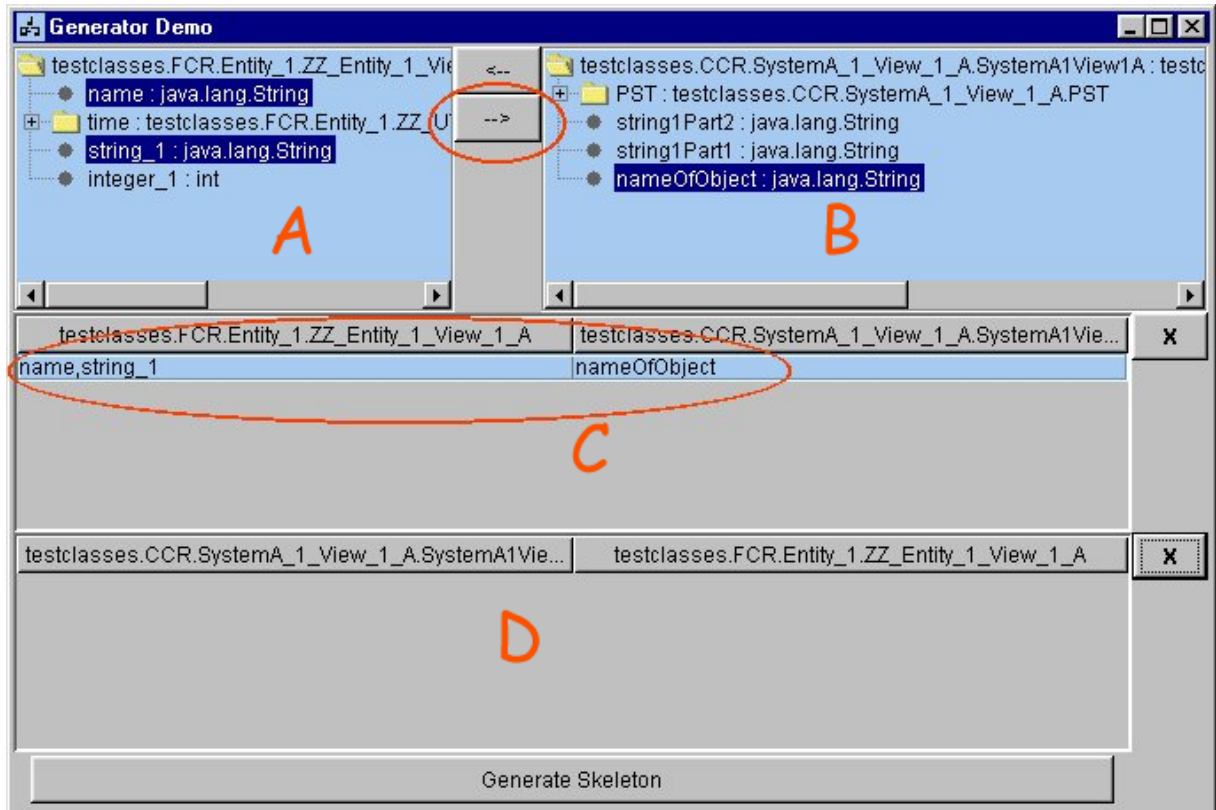 Generator Demo
testclasses.FCR.Entity_1.ZZ_Entity_1_Vie
name : java.lang.String
time : testclasses.FCR.Entity_1.ZZ_U
string_1 : java.lang.String
integer_1 : int
A
<--
-->
testclasses.CCR.SystemA_1_View_1_A.SystemA1View1A : testc
PST : testclasses.CCR.SystemA_1_View_1_A.PST
string1Part2 : java.lang.String
string1Part1 : java.lang.String
nameOfObject : java.lang.String
B
testclasses.FCR.Entity_1.ZZ_Entity_1_View_1_A testclasses.CCR.SystemA_1_View_1_A.SystemA1Vie... X
name,string_1 nameOfObject
C
testclasses.CCR.SystemA_1_View_1_A.SystemA1Vie... testclasses.FCR.Entity_1.ZZ_Entity_1_View_1_A X
D
Generate Skeleton